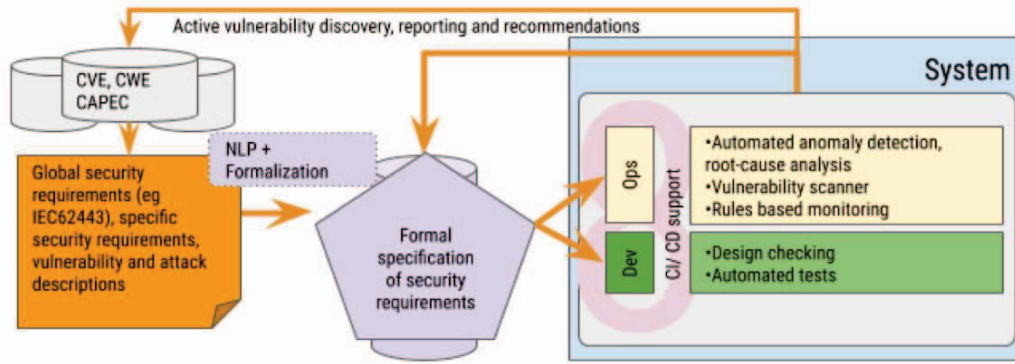 Active vulnerability discovery, reporting and recommendations
System
CVE, CWE
CAPEC
NLP +
Formalization
Global security
requirements (eg
IEC62443), specific
security requirements,
vulnerability and attack
descriptions
Formal
specification
of security
requirements
Ops
Dev
CI/ CD support
•Automated anomaly detection,
root-cause analysis
•Vulnerability scanner
•Rules based monitoring
•Design checking
•Automated tests